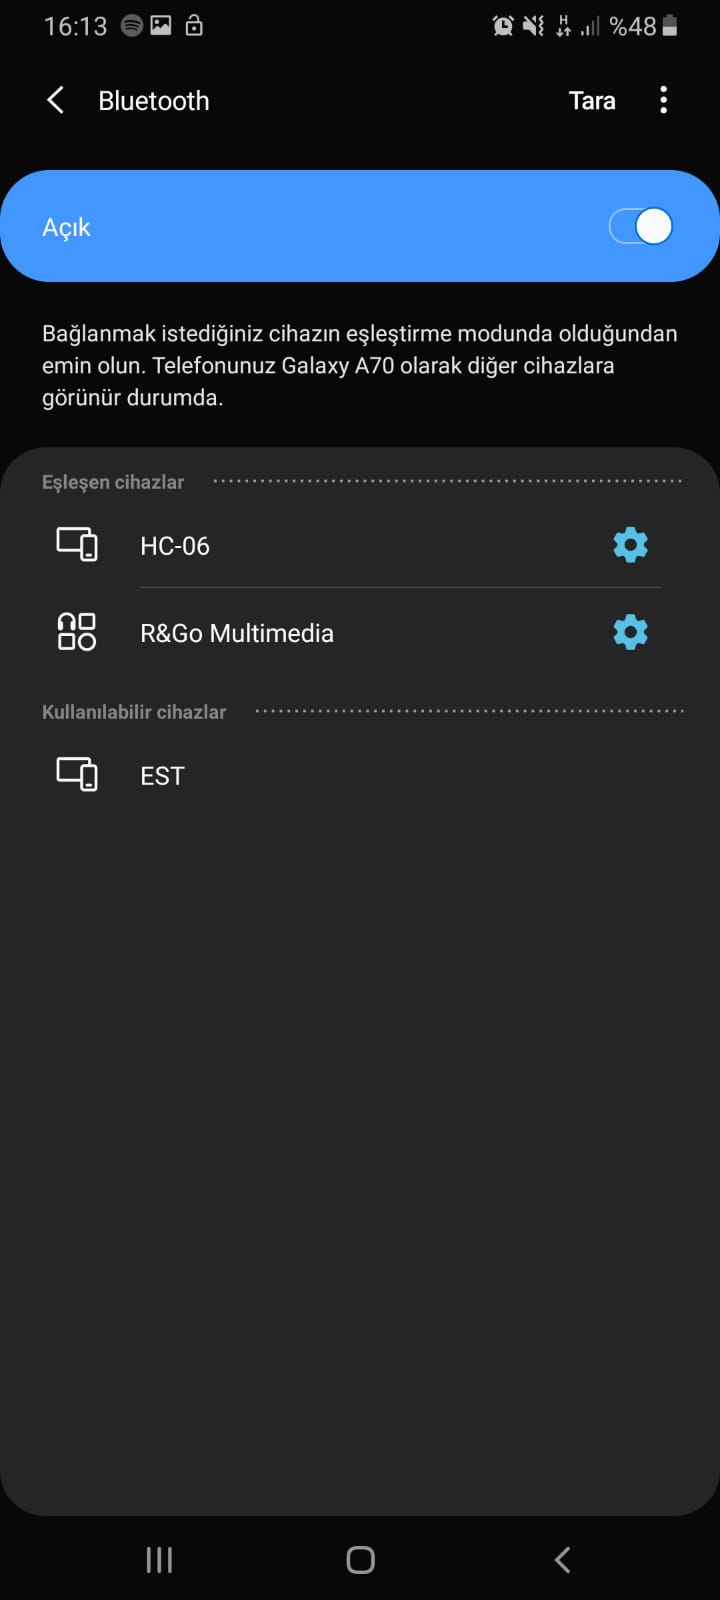 16:13 H %48
Bluetooth Tara
Açık
Bağlanmak istediğiniz cihazın eşleştirme modunda olduğundan
emin olun. Telefonunuz Galaxy A70 olarak diğer cihazlara
görünür durumda.
Eşleşen cihazlar
HC-06
R&Go Multimedia
Kullanılabilir cihazlar
EST